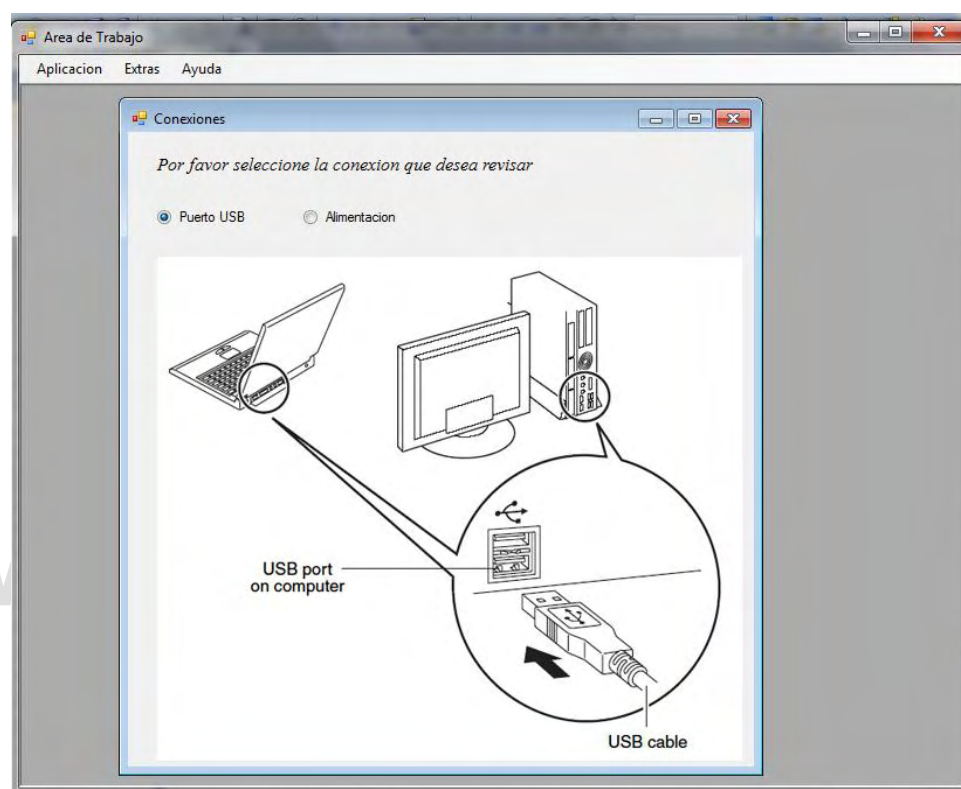 Area de Trabajo
Aplicacion Extras Ayuda
Conexiones
Por favor seleccione la conexion que desea revisar
Puerto USB Alimentacion
USB port
on computer
USB cable